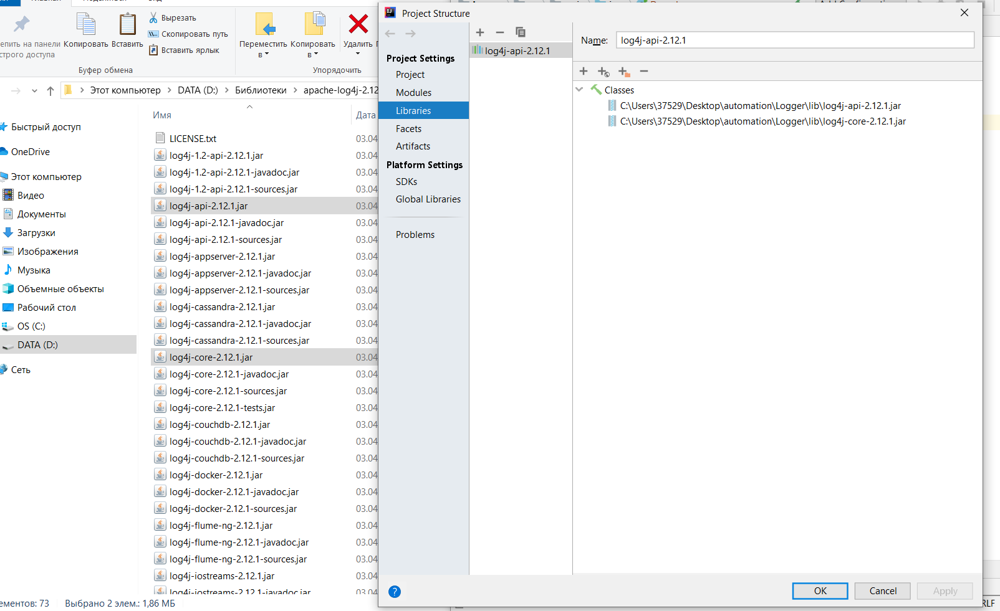 Вырезать
Скопировать путь
Вставить ярлык
епить на панели
строго доступа
Копировать
Вставить
Буфер обмена
Переместить
в
Копировать
в
Удалить
Упорядочить
Этот компьютер
DATA (D:)
Библиотеки
apache-log4j-2.12
Имя
Дата
Быстрый доступ
OneDrive
Этот компьютер
Видео
Документы
Загрузки
Изображения
Музыка
Объемные объекты
Рабочий стол
OS (C:)
DATA (D:)
Сеть
LICENSE.txt 03.04
log4j-1.2-api-2.12.1.jar 03.04
log4j-1.2-api-2.12.1-javadoc.jar 03.04
log4j-1.2-api-2.12.1-sources.jar 03.04
log4j-api-2.12.1.jar 03.04
log4j-api-2.12.1-javadoc.jar 03.04
log4j-api-2.12.1-sources.jar 03.04
log4j-appserver-2.12.1.jar 03.04
log4j-appserver-2.12.1-javadoc.jar 03.04
log4j-appserver-2.12.1-sources.jar 03.04
log4j-cassandra-2.12.1.jar 03.04
log4j-cassandra-2.12.1-javadoc.jar 03.04
log4j-cassandra-2.12.1-sources.jar 03.04
log4j-core-2.12.1.jar 03.04
log4j-core-2.12.1-javadoc.jar 03.04
log4j-core-2.12.1-sources.jar 03.04
log4j-core-2.12.1-tests.jar 03.04
log4j-couchdb-2.12.1.jar 03.04
log4j-couchdb-2.12.1-javadoc.jar 03.04
log4j-couchdb-2.12.1-sources.jar 03.04
log4j-docker-2.12.1.jar 03.04
log4j-docker-2.12.1-javadoc.jar 03.04
log4j-docker-2.12.1-sources.jar 03.04
log4j-flume-ng-2.12.1.jar 03.04
log4j-flume-ng-2.12.1-javadoc.jar 03.04
log4j-flume-ng-2.12.1-sources.jar 03.04
log4j-iostreams-2.12.1.jar 03.04
log4j-iostreams-2.12.1-javadoc.jar 03.04
ементов: 73
Выбрано 2 элем.: 1,86 МБ
Project Structure
Project Settings
Project
Modules
Libraries
Facets
Artifacts
Platform Settings
SDKs
Global Libraries
Problems
log4j-api-2.12.1
Name: log4j-api-2.12.1
Classes
C:\Users\37529\Desktop\automation\Logger\lib\log4j-api-2.12.1.jar
C:\Users\37529\Desktop\automation\Logger\lib\log4j-core-2.12.1.jar
?
OK
Cancel
Apply
RLF